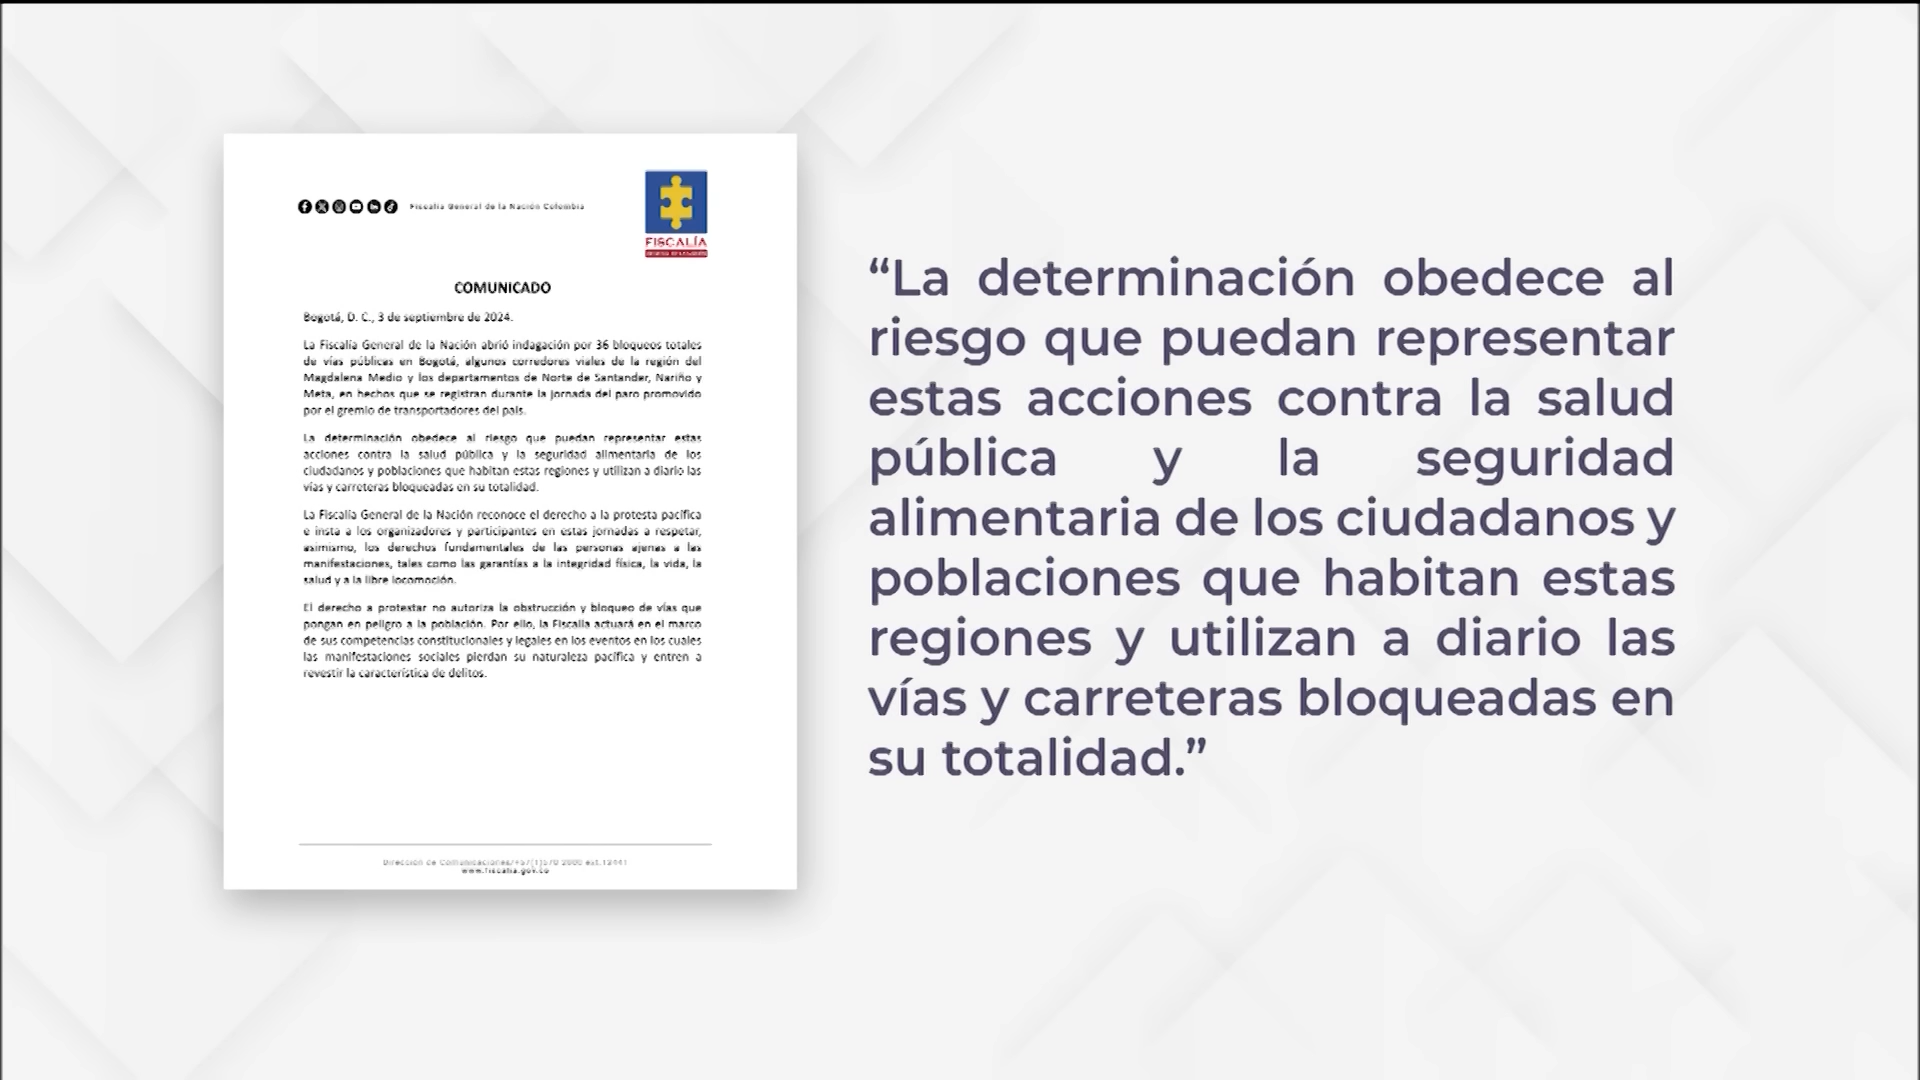 Fiscalía General de la Nación Colombia
FISCALÍA
COMUNICADO
Bogotá, D. C., 3 de septiembre de 2024.
La Fiscalía General de la Nación abrió indagación por 36 bloqueos totales
de vías públicas en Bogotá, algunos corredores viales de la región del
Magdalena Medio y los departamentos de Norte de Santander, Nariño y
Meta, en hechos que se registran durante la jornada del paro promovido
por el gremio de transportadores del país.
La determinación obedece al riesgo que puedan representar estas
acciones contra la salud pública y la seguridad alimentaria de los
ciudadanos y poblaciones que habitan estas regiones y utilizan a diario las
vías y carreteras bloqueadas en su totalidad.
La Fiscalía General de la Nación reconoce el derecho a la protesta pacífica
e insta a los organizadores y participantes en estas jornadas a respetar,
asimismo, los derechos fundamentales de las personas ajenas a las
manifestaciones, tales como las garantías a la integridad física, la vida, la
salud y a la libre locomoción.
El derecho a protestar no autoriza la obstrucción y bloqueo de vías que
pongan en peligro a la población. Por ello, la Fiscalía actuará en el marco
de sus competencias constitucionales y legales en los eventos en los cuales
las manifestaciones sociales pierdan su naturaleza pacífica y entren a
revestir la característica de delitos.
www.fiscalia.gov.co
“La determinación obedece al
riesgo que puedan representar
estas acciones contra la salud
pública y la seguridad
alimentaria de los ciudadanos y
poblaciones que habitan estas
regiones y utilizan a diario las
vías y carreteras bloqueadas en
su totalidad.”